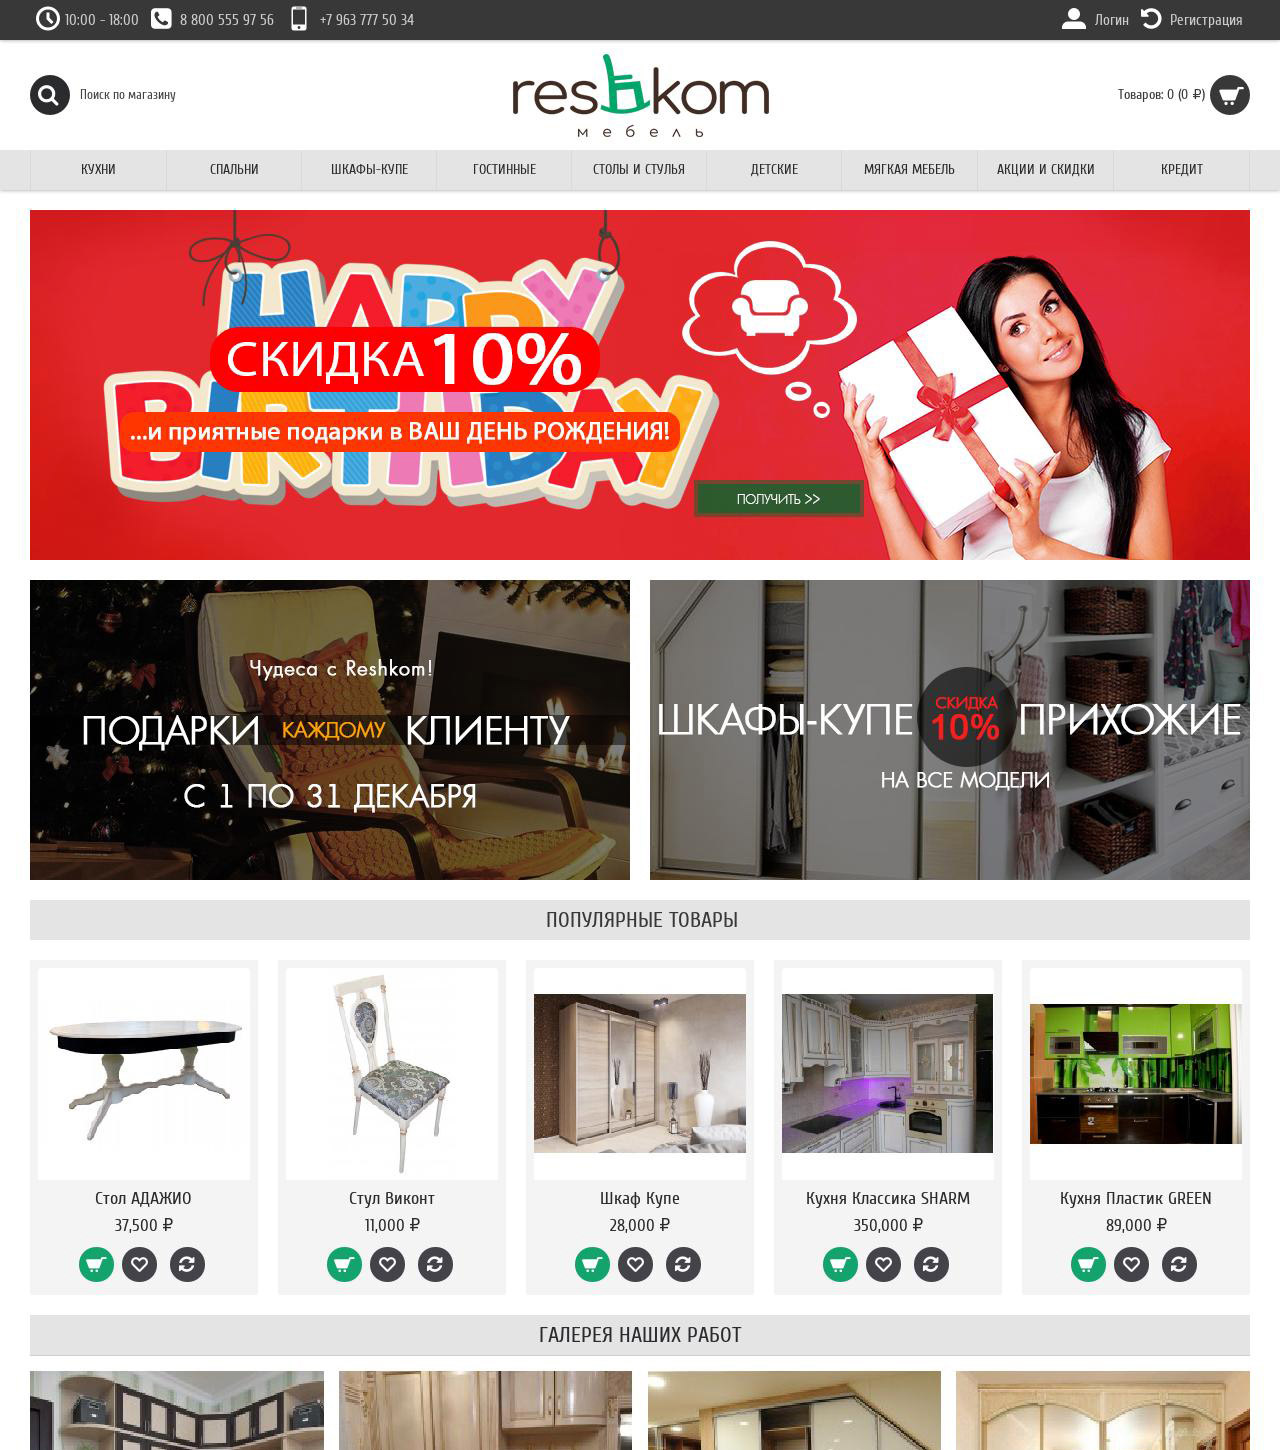 10:00 - 18:00 8 800 555 97 56 +7 963 777 50 34 Логин Регистрация
Поиск по магазину
reshkom
мебель
Товаров: 0 (0 ₽)
КУХНИ СПАЛЬНИ ШКАФЫ-КУПЕ ГОСТИННЫЕ СТОЛЫ И СТУЛЬЯ ДЕТСКИЕ МЯГКАЯ МЕБЕЛЬ АКЦИИ И СКИДКИ КРЕДИТ
HAPPY
СКИДКА 10%
BIRTHDAY
...и приятные подарки в ВАШ ДЕНЬ РОЖДЕНИЯ!
ПОЛУЧИТЬ >>
Чудеса с Reshkom!
ПОДАРКИ КАЖДОМУ КЛИЕНТУ
С 1 ПО 31 ДЕКАБРЯ
ШКАФЫ-КУПЕ СКИДКА 10% ПРИХОЖИЕ
НА ВСЕ МОДЕЛИ
ПОПУЛЯРНЫЕ ТОВАРЫ
Стол АДАЖИО Стул Виконт Шкаф Купе Кухня Классика SHARM Кухня Пластик GREEN
37,500 ₽ 11,000 ₽ 28,000 ₽ 350,000 ₽ 89,000 ₽
ГАЛЕРЕЯ НАШИХ РАБОТ